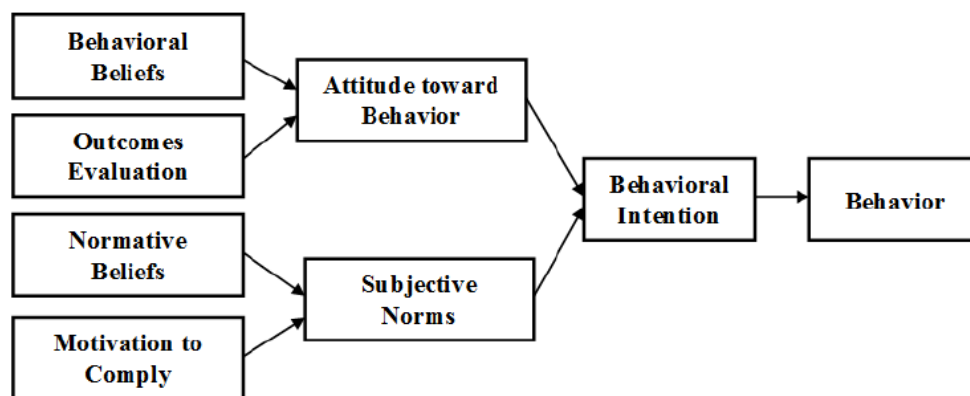 Behavioral
Beliefs
Outcomes
Evaluation
Normative
Beliefs
Motivation to
Comply
Attitude toward
Behavior
Subjective
Norms
Behavioral
Intention
Behavior